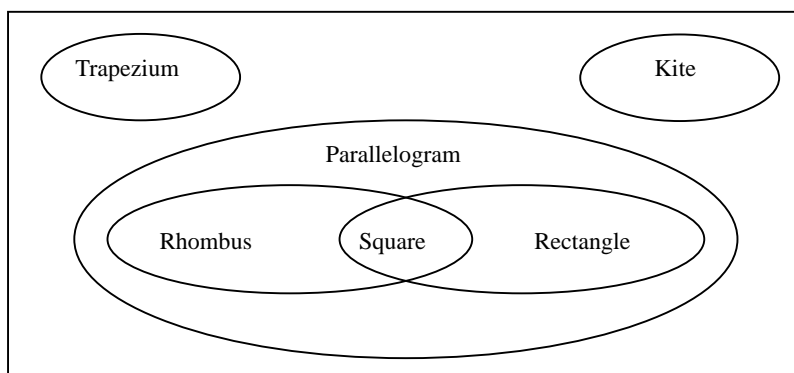 Trapezium
Kite
Parallelogram
Rhombus
Square
Rectangle